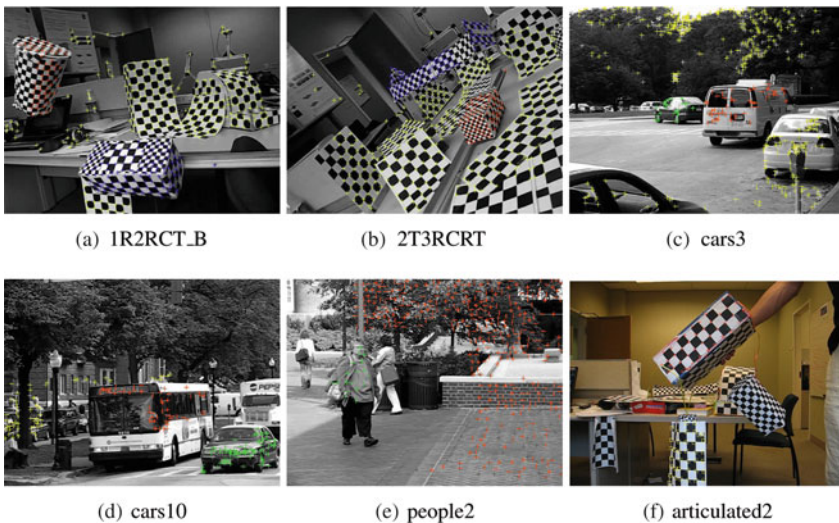 (a) 1R2RCT_B
(b) 2T3RCRT
(c) cars3
(d) cars10
(e) people2
(f) articulated2